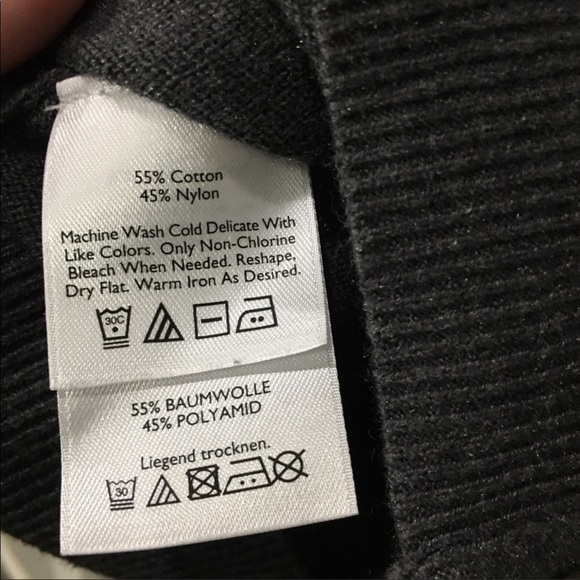 55% Cotton
45% Nylon
Machine Wash Cold Delicate With
Like Colors. Only Non-Chlorine
Bleach When Needed. Reshape,
Dry Flat. Warm Iron As Desired.
30C
55% BAUMWOLLE
45% POLYAMID
Liegend trocknen.
30